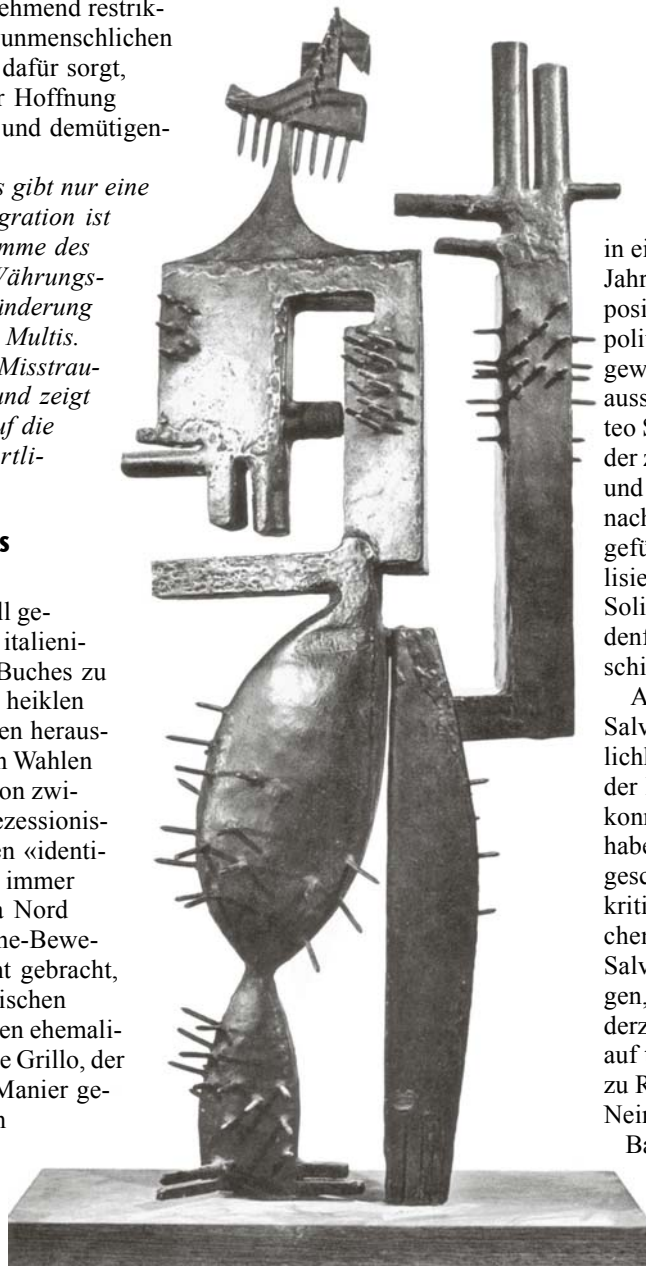 ehmend restrik-
unmenschlichen
dafür sorgt,
r Hoffnung
und demütigen-
s gibt nur eine
gration ist
mme des
Währungs-
änderung
Multis.
Misstrau-
und zeigt
uf die
rtli-
s
ll ge-
italieni-
Buches zu
heiklen
en heraus-
n Wahlen
on zwi-
ezessionis-
en «identi-
immer
a Nord
ne-Bewe-
nt gebracht,
ischen
en ehemali-
e Grillo, der
Manier ge-
n
in ei
Jahr
posi
polit
gew
auss
teo S
der z
und
nach
gefü
lisie
Soli
denf
schi
A
Salv
lichl
der
konn
habe
gesc
kriti
cher
Salv
gen,
derz
auf
zu R
Nein
Ba